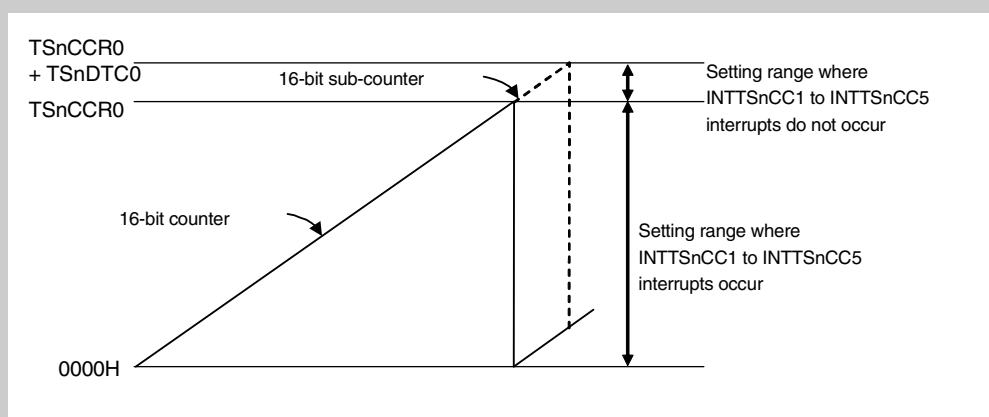 TSnCCR0
+ TSnDTC0
16-bit sub-counter
Setting range where
INTTSnCC1 to INTTSnCC5
interrupts do not occur
TSnCCR0
16-bit counter
Setting range where
INTTSnCC1 to INTTSnCC5
interrupts occur
0000H